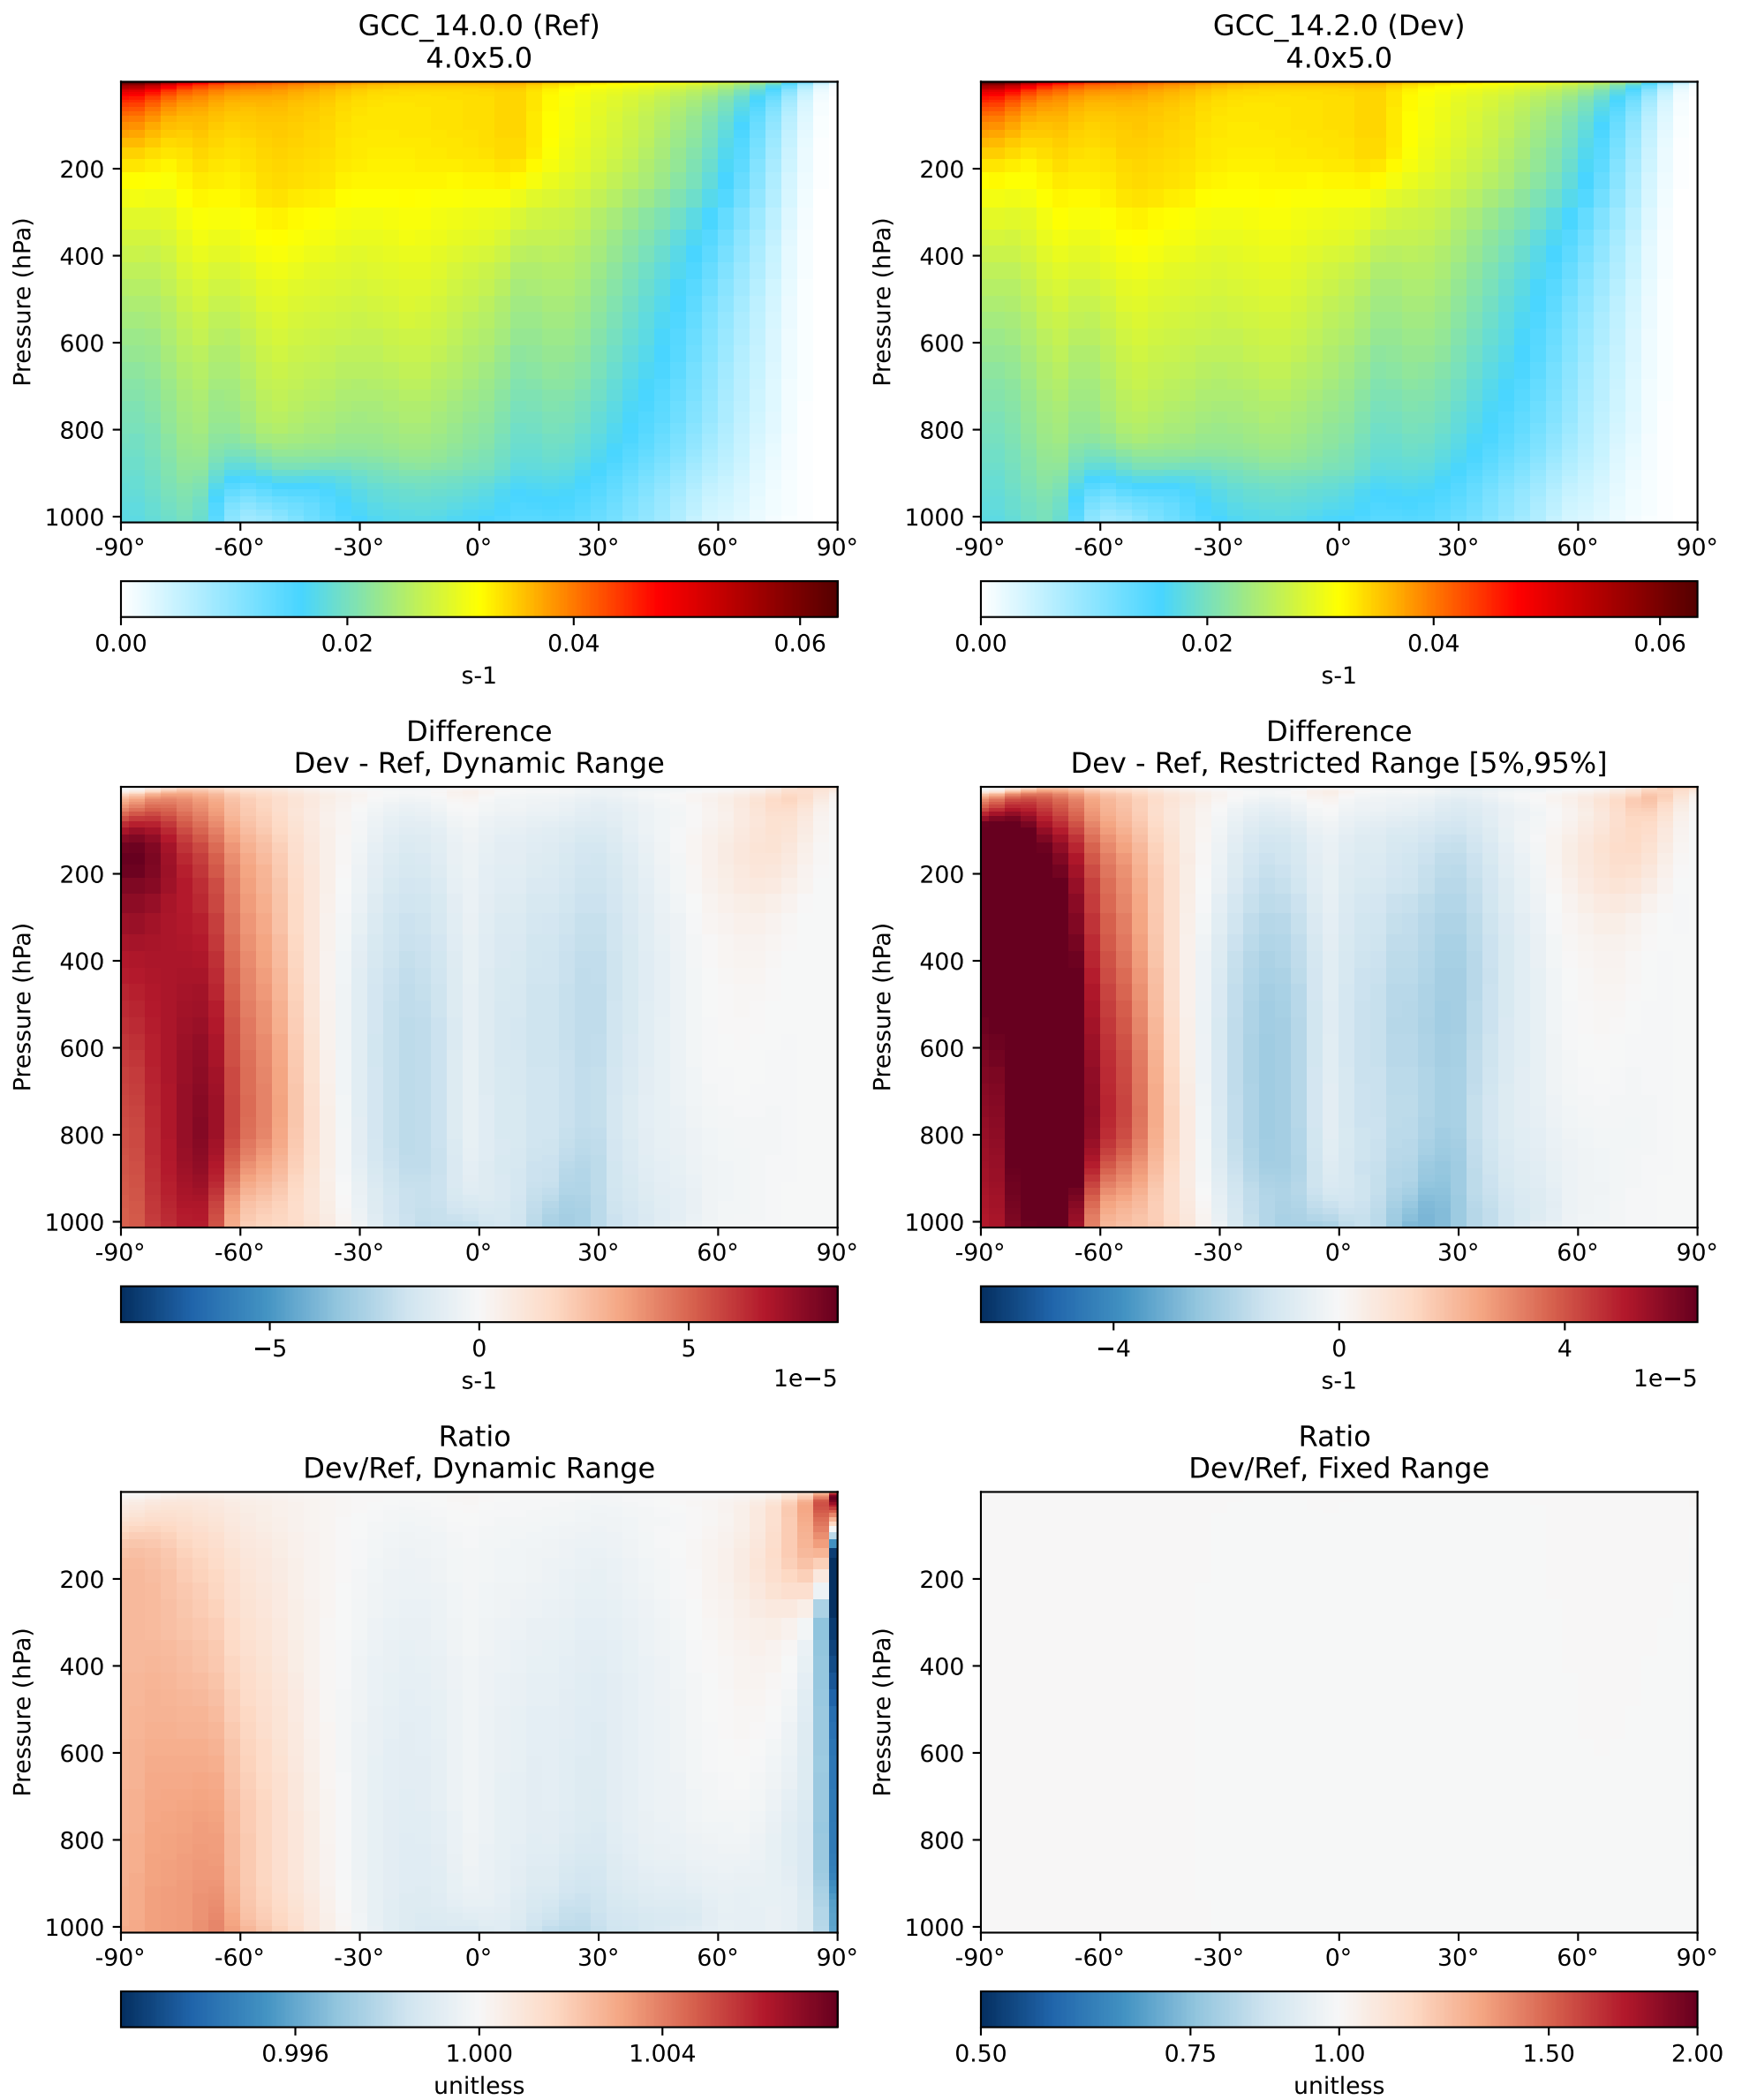 GCC_14.0.0 (Ref)
4.0x5.0
GCC_14.2.0 (Dev)
4.0x5.0
Pressure (hPa)
200
400
600
800
1000
-90° -60° -30° 0° 30° 60° 90°
0.00 0.02 0.04 0.06
s-1
Pressure (hPa)
200
400
600
800
1000
-90° -60° -30° 0° 30° 60° 90°
0.00 0.02 0.04 0.06
s-1
Difference
Dev - Ref, Dynamic Range
Pressure (hPa)
200
400
600
800
1000
-90° -60° -30° 0° 30° 60° 90°
−5 0 5
s-1
1e−5
Difference
Dev - Ref, Restricted Range [5%,95%]
Pressure (hPa)
200
400
600
800
1000
-90° -60° -30° 0° 30° 60° 90°
−4 0 4
s-1
1e−5
Ratio
Dev/Ref, Dynamic Range
Pressure (hPa)
200
400
600
800
1000
-90° -60° -30° 0° 30° 60° 90°
0.996 1.000 1.004
unitless
Ratio
Dev/Ref, Fixed Range
Pressure (hPa)
200
400
600
800
1000
-90° -60° -30° 0° 30° 60° 90°
0.50 0.75 1.00 1.50 2.00
unitless